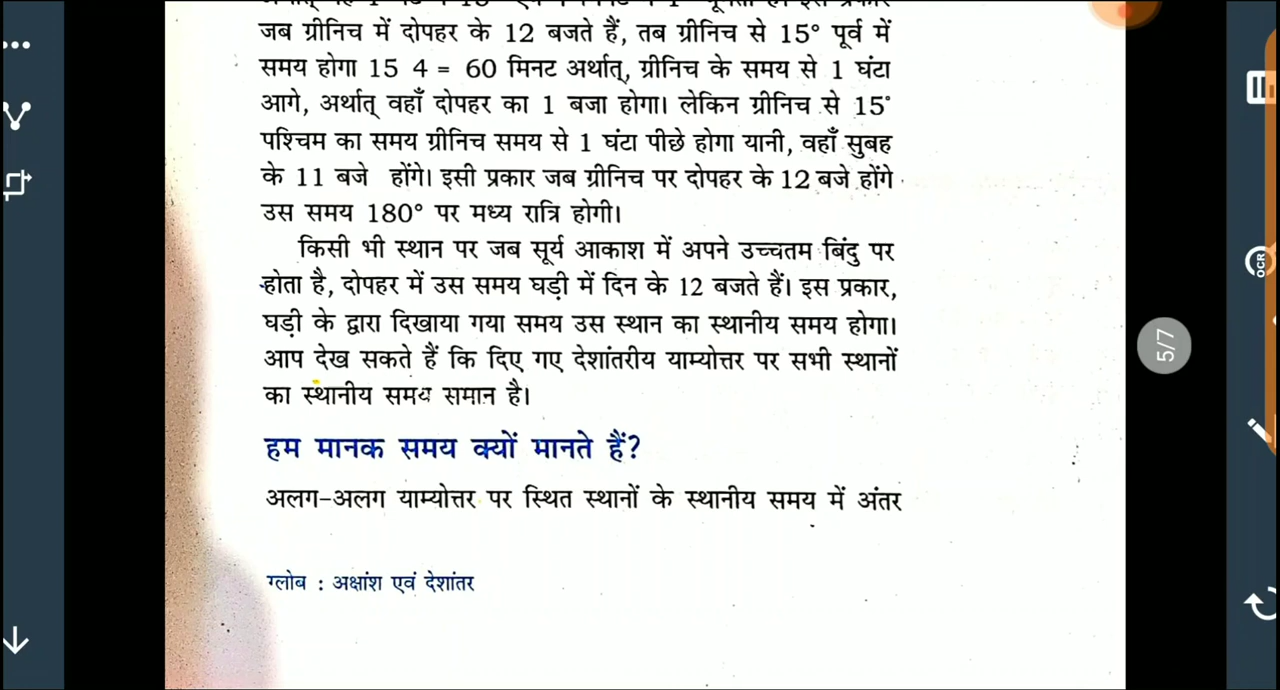 जब ग्रीनिच में दोपहर के 12 बजते हैं, तब ग्रीनिच से 15° पूर्व में
समय होगा 15 4 = 60 मिनट अर्थात्, ग्रीनिच के समय से 1 घंटा
आगे, अर्थात् वहाँ दोपहर का 1 बजा होगा। लेकिन ग्रीनिच से 15°
पश्चिम का समय ग्रीनिच समय से 1 घंटा पीछे होगा यानी, वहाँ सुबह
के 11 बजे होंगे। इसी प्रकार जब ग्रीनिच पर दोपहर के 12 बजे होंगे
उस समय 180° पर मध्य रात्रि होगी।
किसी भी स्थान पर जब सूर्य आकाश में अपने उच्चतम बिंदु पर
होता है, दोपहर में उस समय घड़ी में दिन के 12 बजते हैं। इस प्रकार,
घड़ी के द्वारा दिखाया गया समय उस स्थान का स्थानीय समय होगा।
आप देख सकते हैं कि दिए गए देशांतरीय याम्योत्तर पर सभी स्थानों
का स्थानीय समय समान है।
हम मानक समय क्यों मानते हैं?
अलग-अलग याम्योत्तर पर स्थित स्थानों के स्थानीय समय में अंतर
ग्लोब : अक्षांश एवं देशांतर
5/7
OCR